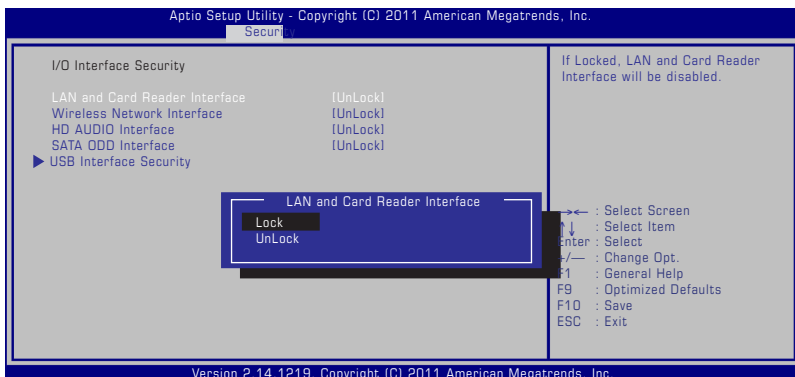 Aptio Setup Utility - Copyright (C) 2011 American Megatrends, Inc.
Security
I/O Interface Security
LAN and Card Reader Interface [UnLock]
Wireless Network Interface [UnLock]
HD AUDIO Interface [UnLock]
SATA ODD Interface [UnLock]
▶ USB Interface Security
If Locked, LAN and Card Reader
Interface will be disabled.
LAN and Card Reader Interface
Lock
UnLock
→← : Select Screen
↑↓ : Select Item
Enter : Select
+/— : Change Opt.
F1 : General Help
F9 : Optimized Defaults
F10 : Save
ESC : Exit
Version 2.14.1219. Copyright (C) 2011 American Megatrends, Inc.